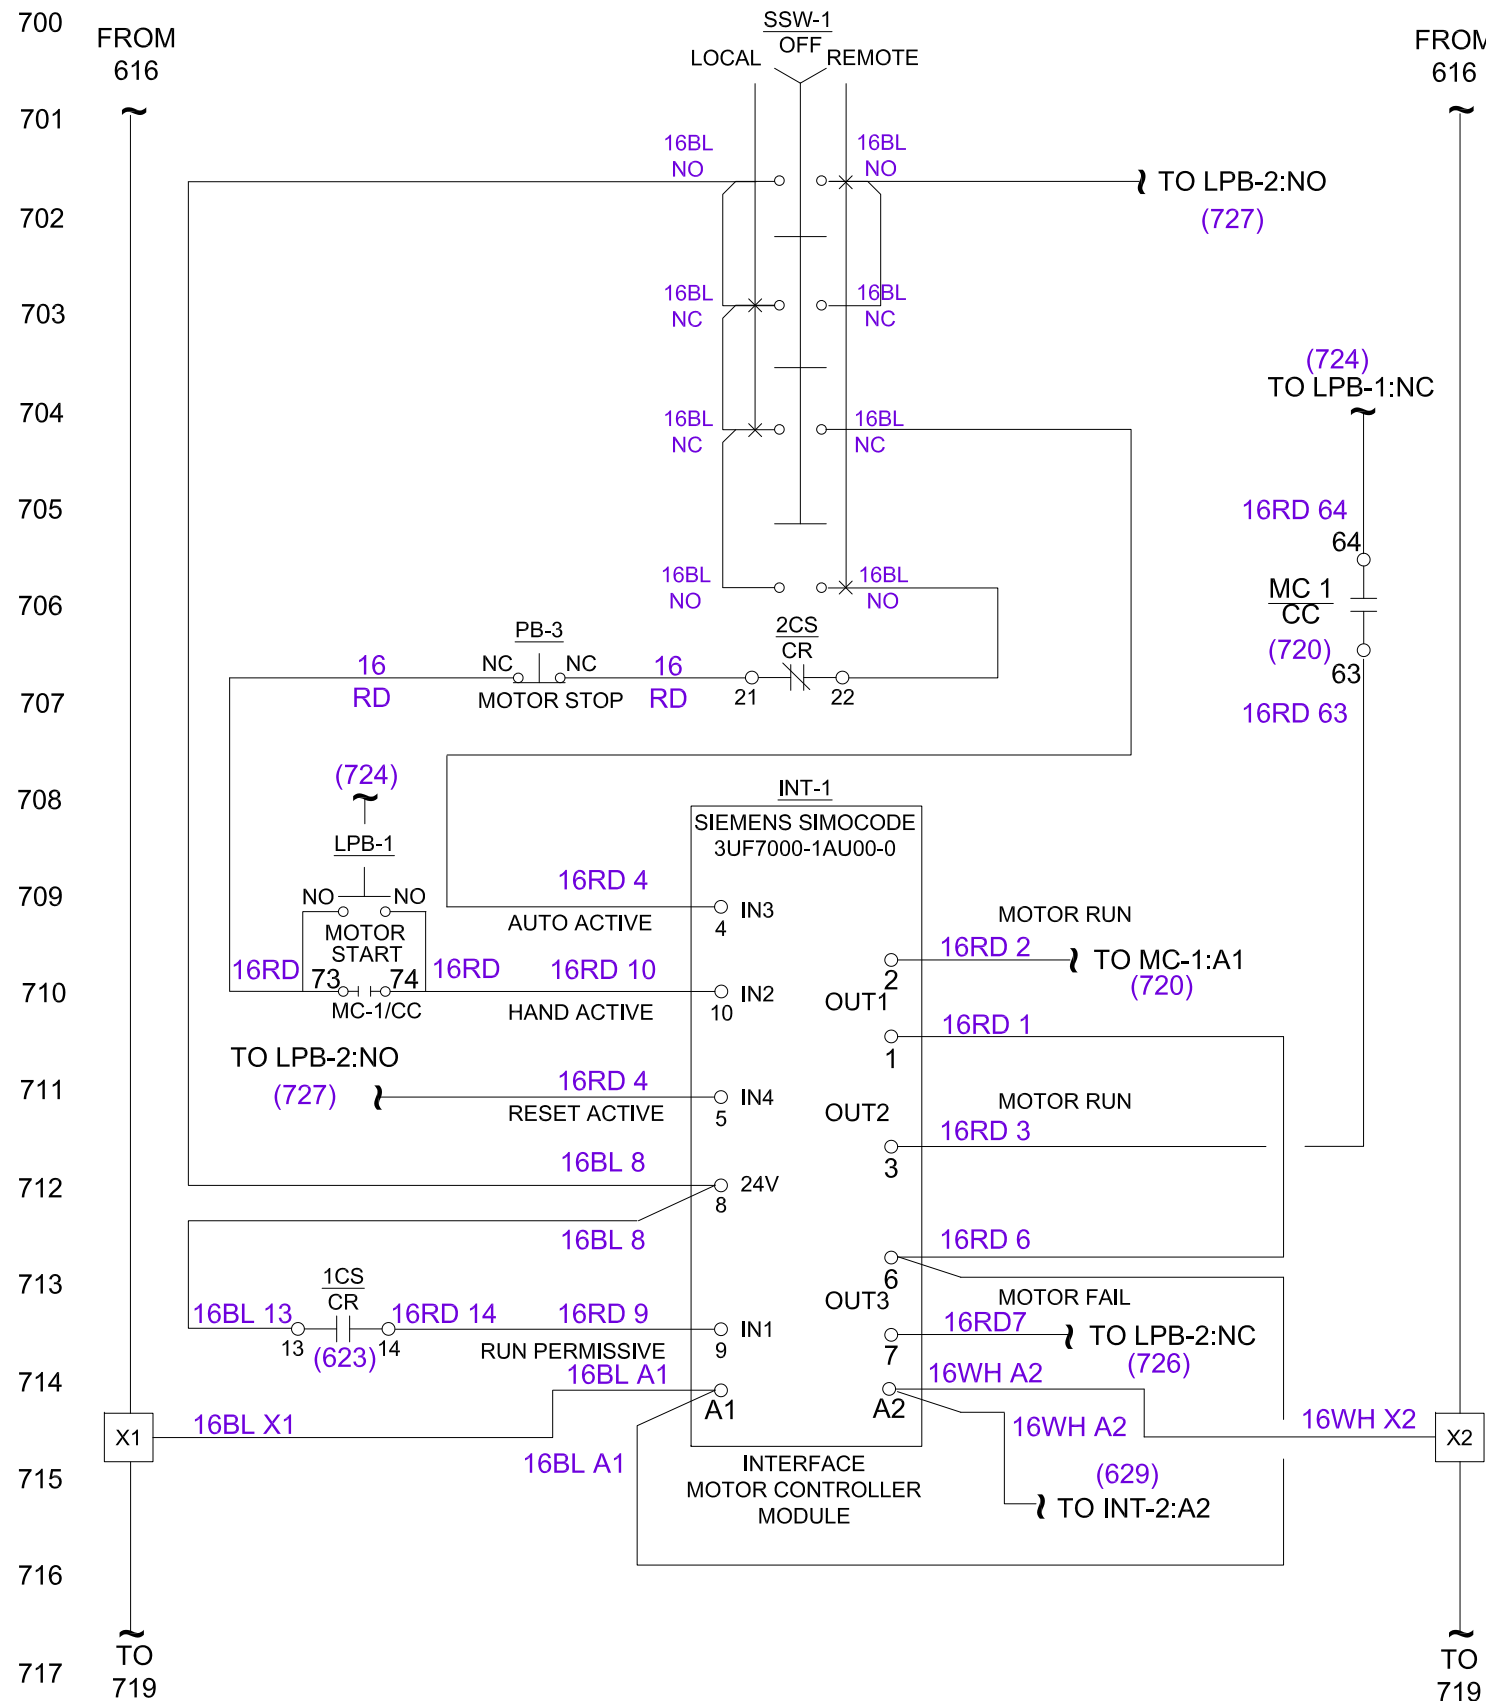 700
FROM
616
SSW-1
OFF
LOCAL
REMOTE
FROM
616
701
16BL
NO
16BL
NO
TO LPB-2:NO
(727)
702
703
16BL
NC
16BL
NC
(724)
TO LPB-1:NC
704
16BL
NC
16BL
NC
705
16RD 64
64
706
16BL
NO
16BL
NO
MC 1
CC
(720)
63
16RD 63
PB-3
NC
NC
MOTOR STOP
16
RD
16
RD
2CS
CR
21
22
707
708
(724)
LPB-1
NO
NO
MOTOR
START
INT-1
SIEMENS SIMOCODE
3UF7000-1AU00-0
709
16RD 4
AUTO ACTIVE
4
IN3
MOTOR RUN
16RD 2
2
OUT1
TO MC-1:A1
(720)
710
16RD
73
74
MC-1/CC
16RD
16RD 10
HAND ACTIVE
10
IN2
16RD 1
1
711
TO LPB-2:NO
(727)
16RD 4
RESET ACTIVE
5
IN4
OUT2
MOTOR RUN
16RD 3
3
712
16BL 8
8
24V
16BL 8
16RD 6
6
713
1CS
CR
16BL 13
13
(623)
14
16RD 14
16RD 9
RUN PERMISSIVE
9
IN1
OUT3
MOTOR FAIL
16RD7
7
TO LPB-2:NC
(726)
714
16BL A1
A1
A2
16WH A2
X1
16BL X1
16BL A1
16WH A2
16WH X2
X2
715
INTERFACE
MOTOR CONTROLLER
MODULE
(629)
TO INT-2:A2
716
717
TO
719
TO
719